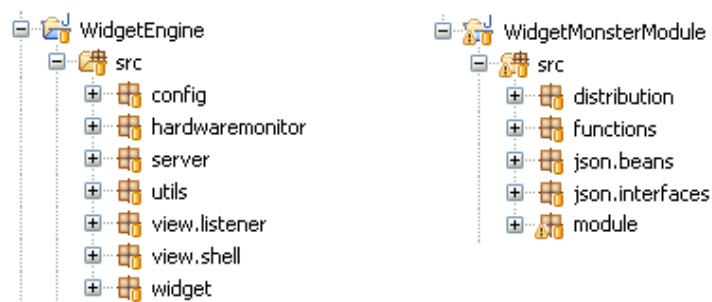 WidgetEngine
src
config
hardwaremonitor
server
utils
view.listener
view.shell
widget
WidgetMonsterModule
src
distribution
functions
json.beans
json.interfaces
module